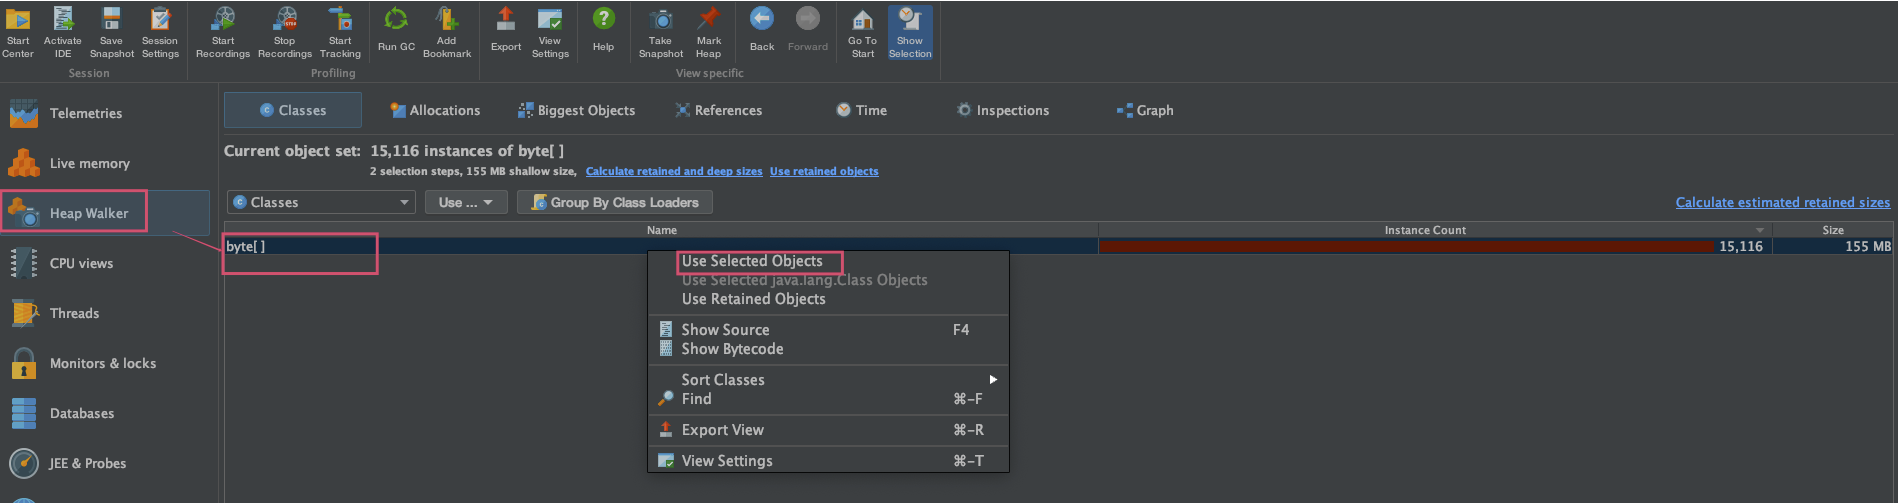 Start Center
Activate IDE
Save Snapshot
Session Settings
Start Recordings
Stop Recordings
Start Tracking
Run GC
Add Bookmark
Export
View Settings
Help
Take Snapshot
Mark Heap
Back
Forward
Go To Start
Show Selection
Session
Profiling
View specific
Telemetries
Live memory
Heap Walker
CPU views
Threads
Monitors & locks
Databases
JEE & Probes
Classes
Allocations
Biggest Objects
References
Time
Inspections
Graph
Current object set: 15,116 instances of byte[ ]
2 selection steps, 155 MB shallow size, Calculate retained and deep sizes Use retained objects
Classes
Use ...
Group By Class Loaders
Calculate estimated retained sizes
Name
Instance Count
Size
byte[ ]
15,116
155 MB
Use Selected Objects
Use Selected java.lang.Class Objects
Use Retained Objects
Show Source F4
Show Bytecode
Sort Classes
Find ⌘-F
Export View ⌘-R
View Settings ⌘-T